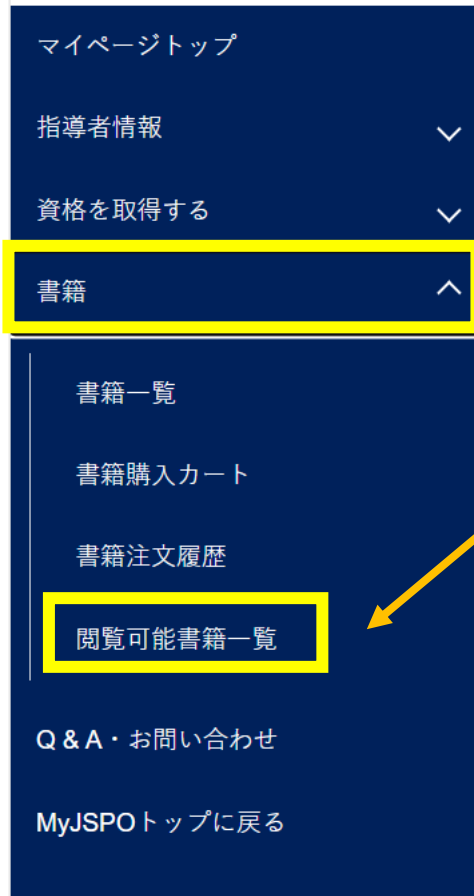 マイページトップ
指導者情報
資格を取得する
書籍
書籍一覧
書籍購入カート
書籍注文履歴
閲覧可能書籍一覧
Q & A・お問い合わせ
MyJSPOトップに戻る